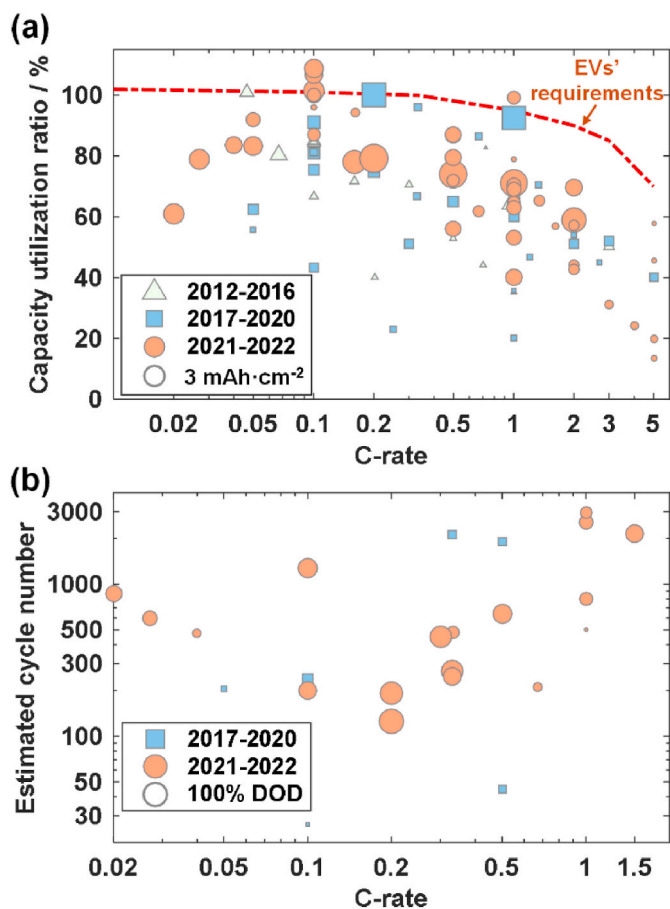 (a)
Capacity utilization ratio / %
120
100
80
60
40
20
0
EVs'
requirements
2012-2016
2017-2020
2021-2022
3 mAh·cm⁻²
0.02 0.05 0.1 0.2 0.5 1 2 3 5
C-rate
(b)
Estimated cycle number
3000
1000
500
300
100
50
30
2017-2020
2021-2022
100% DOD
0.02 0.05 0.1 0.2 0.5 1 1.5
C-rate